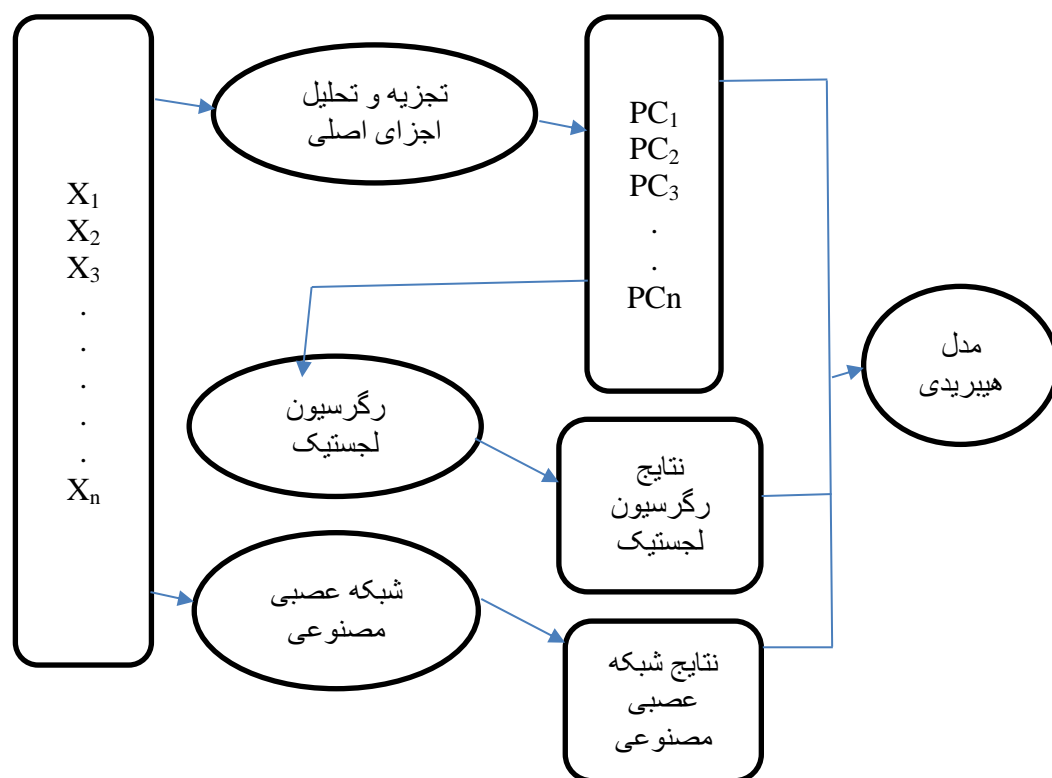 X₁
X₂
X₃
.
.
.
.
.
Xₙ
تجزیه و تحلیل
اجزای اصلی
PC₁
PC₂
PC₃
.
.
PCn
رگرسیون
لجستیک
نتایج
رگرسیون
لجستیک
شبکه عصبی
مصنوعی
نتایج شبکه
عصبی
مصنوعی
مدل
هیبریدی